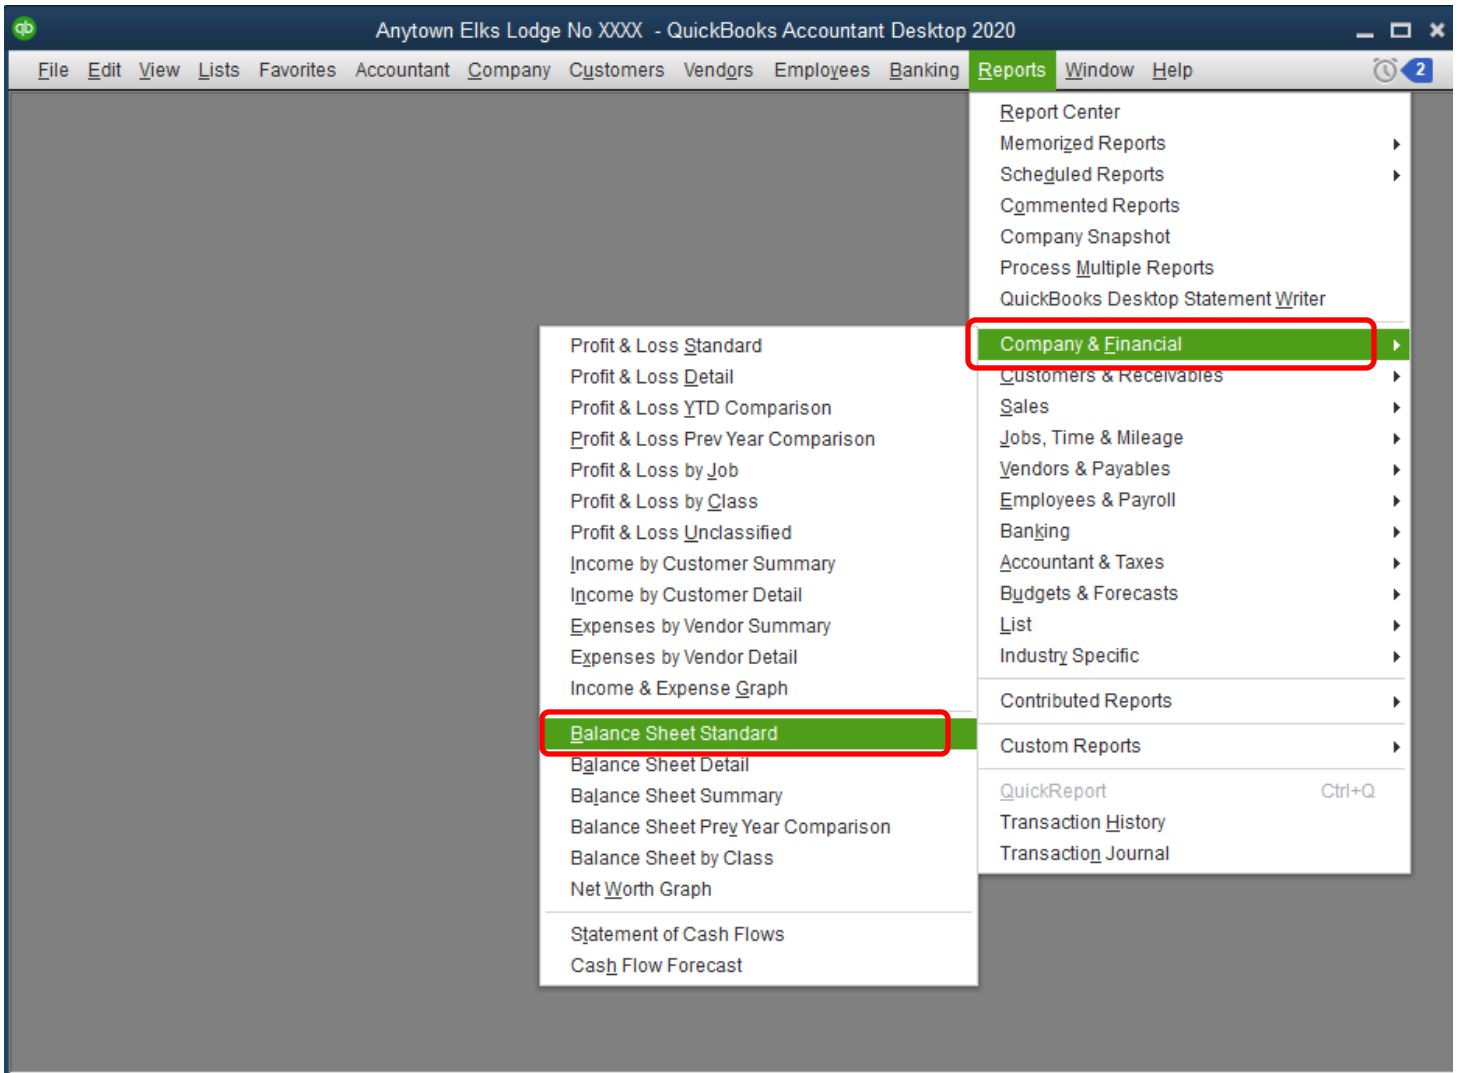 qb
Anytown Elks Lodge No XXXX - QuickBooks Accountant Desktop 2020
File Edit View Lists Favorites Accountant Company Customers Vendors Employees Banking Reports Window Help 2
Report Center
Memorized Reports
Scheduled Reports
Commented Reports
Company Snapshot
Process Multiple Reports
QuickBooks Desktop Statement Writer
Company & Financial
Customers & Receivables
Sales
Jobs, Time & Mileage
Vendors & Payables
Employees & Payroll
Banking
Accountant & Taxes
Budgets & Forecasts
List
Industry Specific
Contributed Reports
Custom Reports
QuickReport Ctrl+Q
Transaction History
Transaction Journal
Profit & Loss Standard
Profit & Loss Detail
Profit & Loss YTD Comparison
Profit & Loss Prev Year Comparison
Profit & Loss by Job
Profit & Loss by Class
Profit & Loss Unclassified
Income by Customer Summary
Income by Customer Detail
Expenses by Vendor Summary
Expenses by Vendor Detail
Income & Expense Graph
Balance Sheet Standard
Balance Sheet Detail
Balance Sheet Summary
Balance Sheet Prev Year Comparison
Balance Sheet by Class
Net Worth Graph
Statement of Cash Flows
Cash Flow Forecast